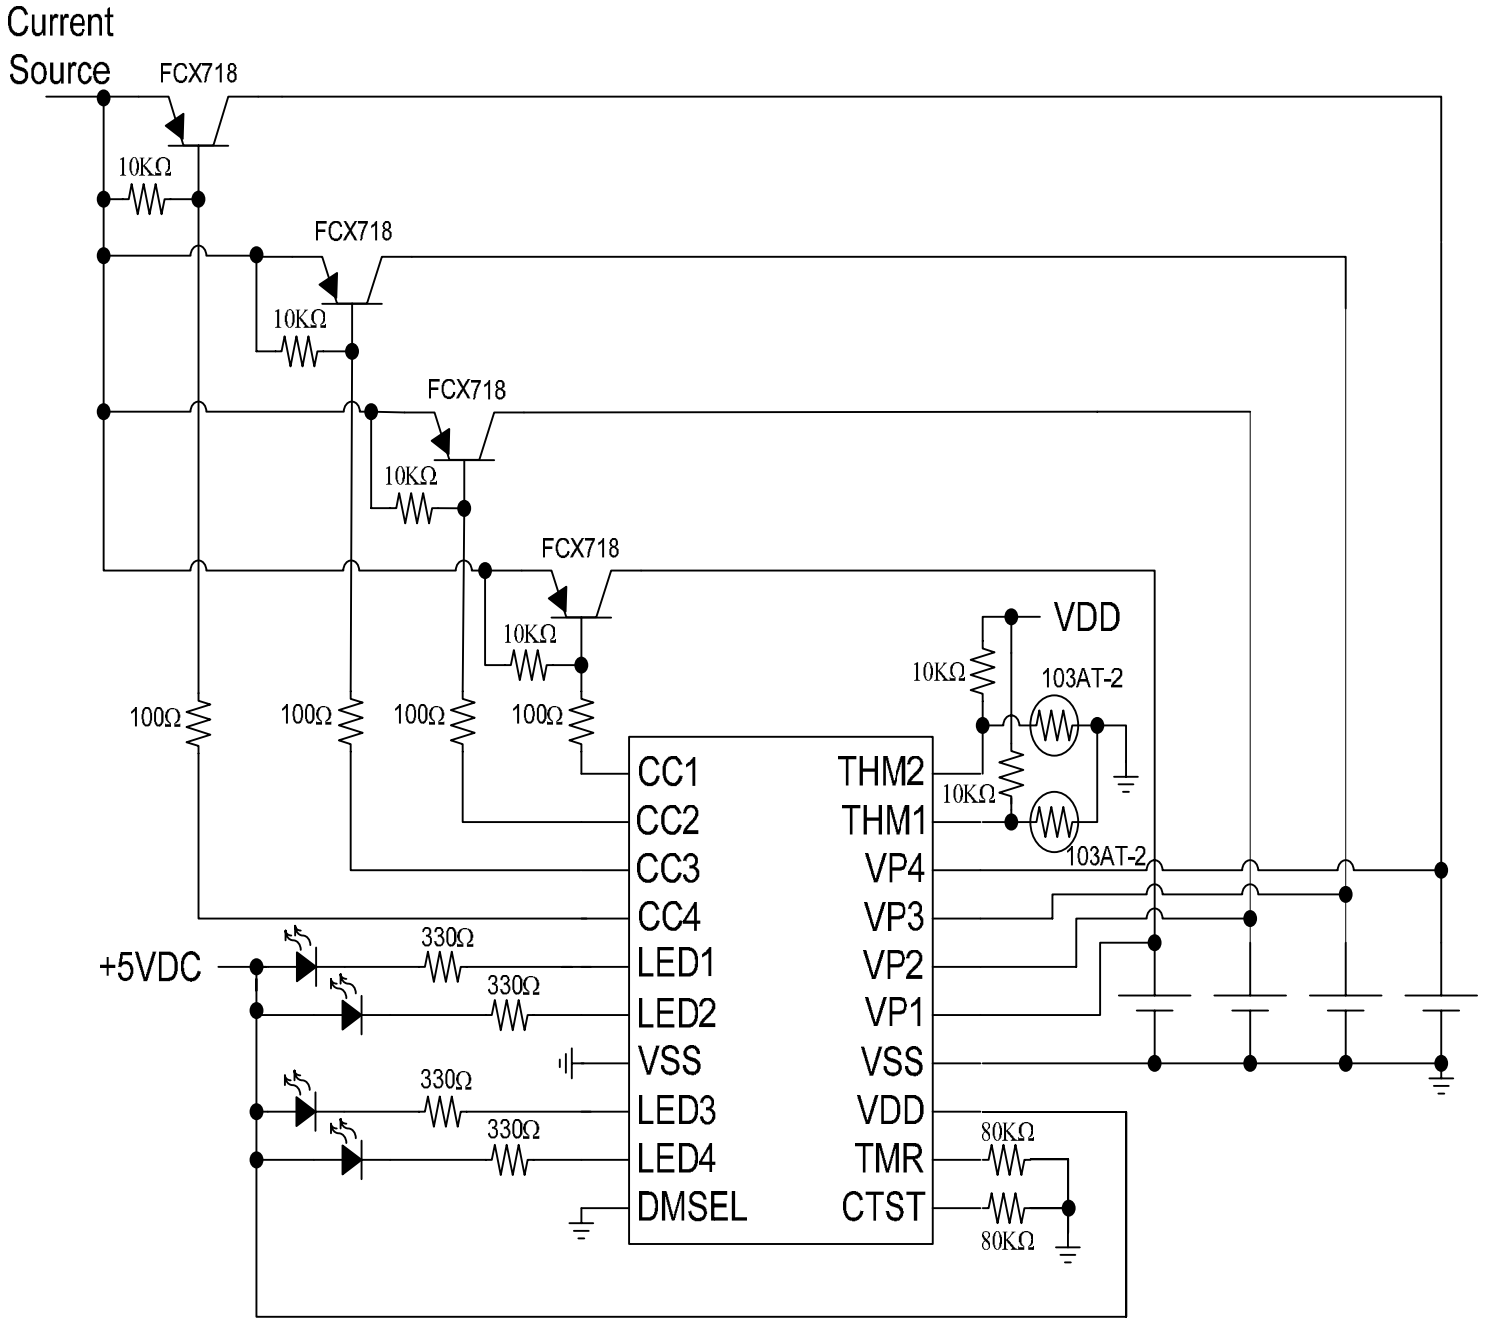 Current
Source
FCX718
10KΩ
FCX718
10KΩ
FCX718
10KΩ
FCX718
10KΩ
VDD
10KΩ
103AT-2
100Ω
100Ω
100Ω
100Ω
CC1
THM2
10KΩ
CC2
THM1
103AT-2
CC3
VP4
CC4
VP3
330Ω
+5VDC
LED1
VP2
330Ω
LED2
VP1
VSS
VSS
330Ω
LED3
VDD
330Ω
80KΩ
LED4
TMR
DMSEL
CTST
80KΩ